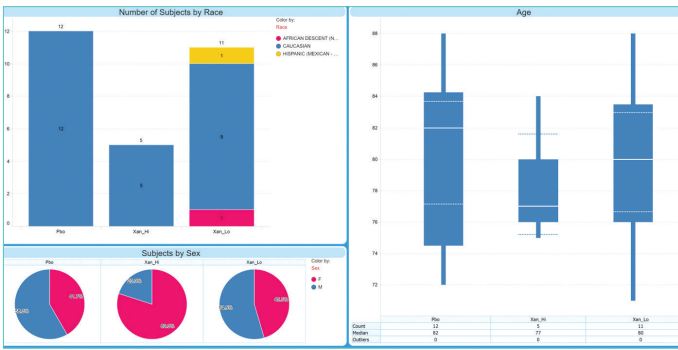 Number of Subjects by Race
Color by:
Race
AFRICAN DESCENT (N...
CAUCASIAN
HISPANIC (MEXICAN - ...
12
5
11
12
10
8
6
4
2
0
12
5
1
9
1
Pbo
Xan_Hi
Xan_Lo
Subjects by Sex
Color by:
Sex
F
M
Pbo
Xan_Hi
Xan_Lo
Age
88
86
84
82
80
78
76
74
72
Pbo
Xan_Hi
Xan_Lo
Count 12 5 11
Median 82 77 80
Outliers 0 0 0